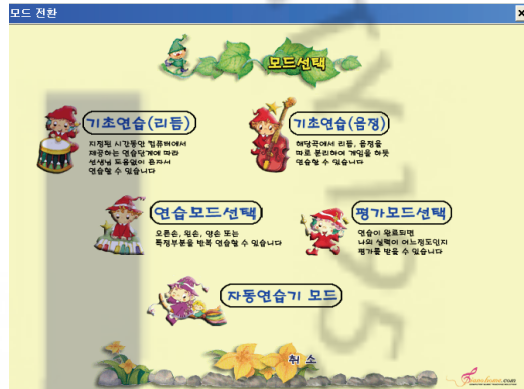 모드 전환
모드선택
기초연습(리듬)
지정된 시간동안 컴퓨터에서
제공하는 연습단계에 따라
선생님 도움없이 혼자서
연습할 수 있습니다
기초연습(음정)
해당곡에서 리듬, 음정을
따로 분리하여 게임을 하듯
연습할 수 있습니다
연습모드선택
오른손, 왼손, 양손 또는
특정부분을 반복 연습할 수 있습니다
평가모드선택
연습이 완료되면
나의 실력이 어느정도인지
평가를 받을 수 있습니다
자동연습기 모드
취 소